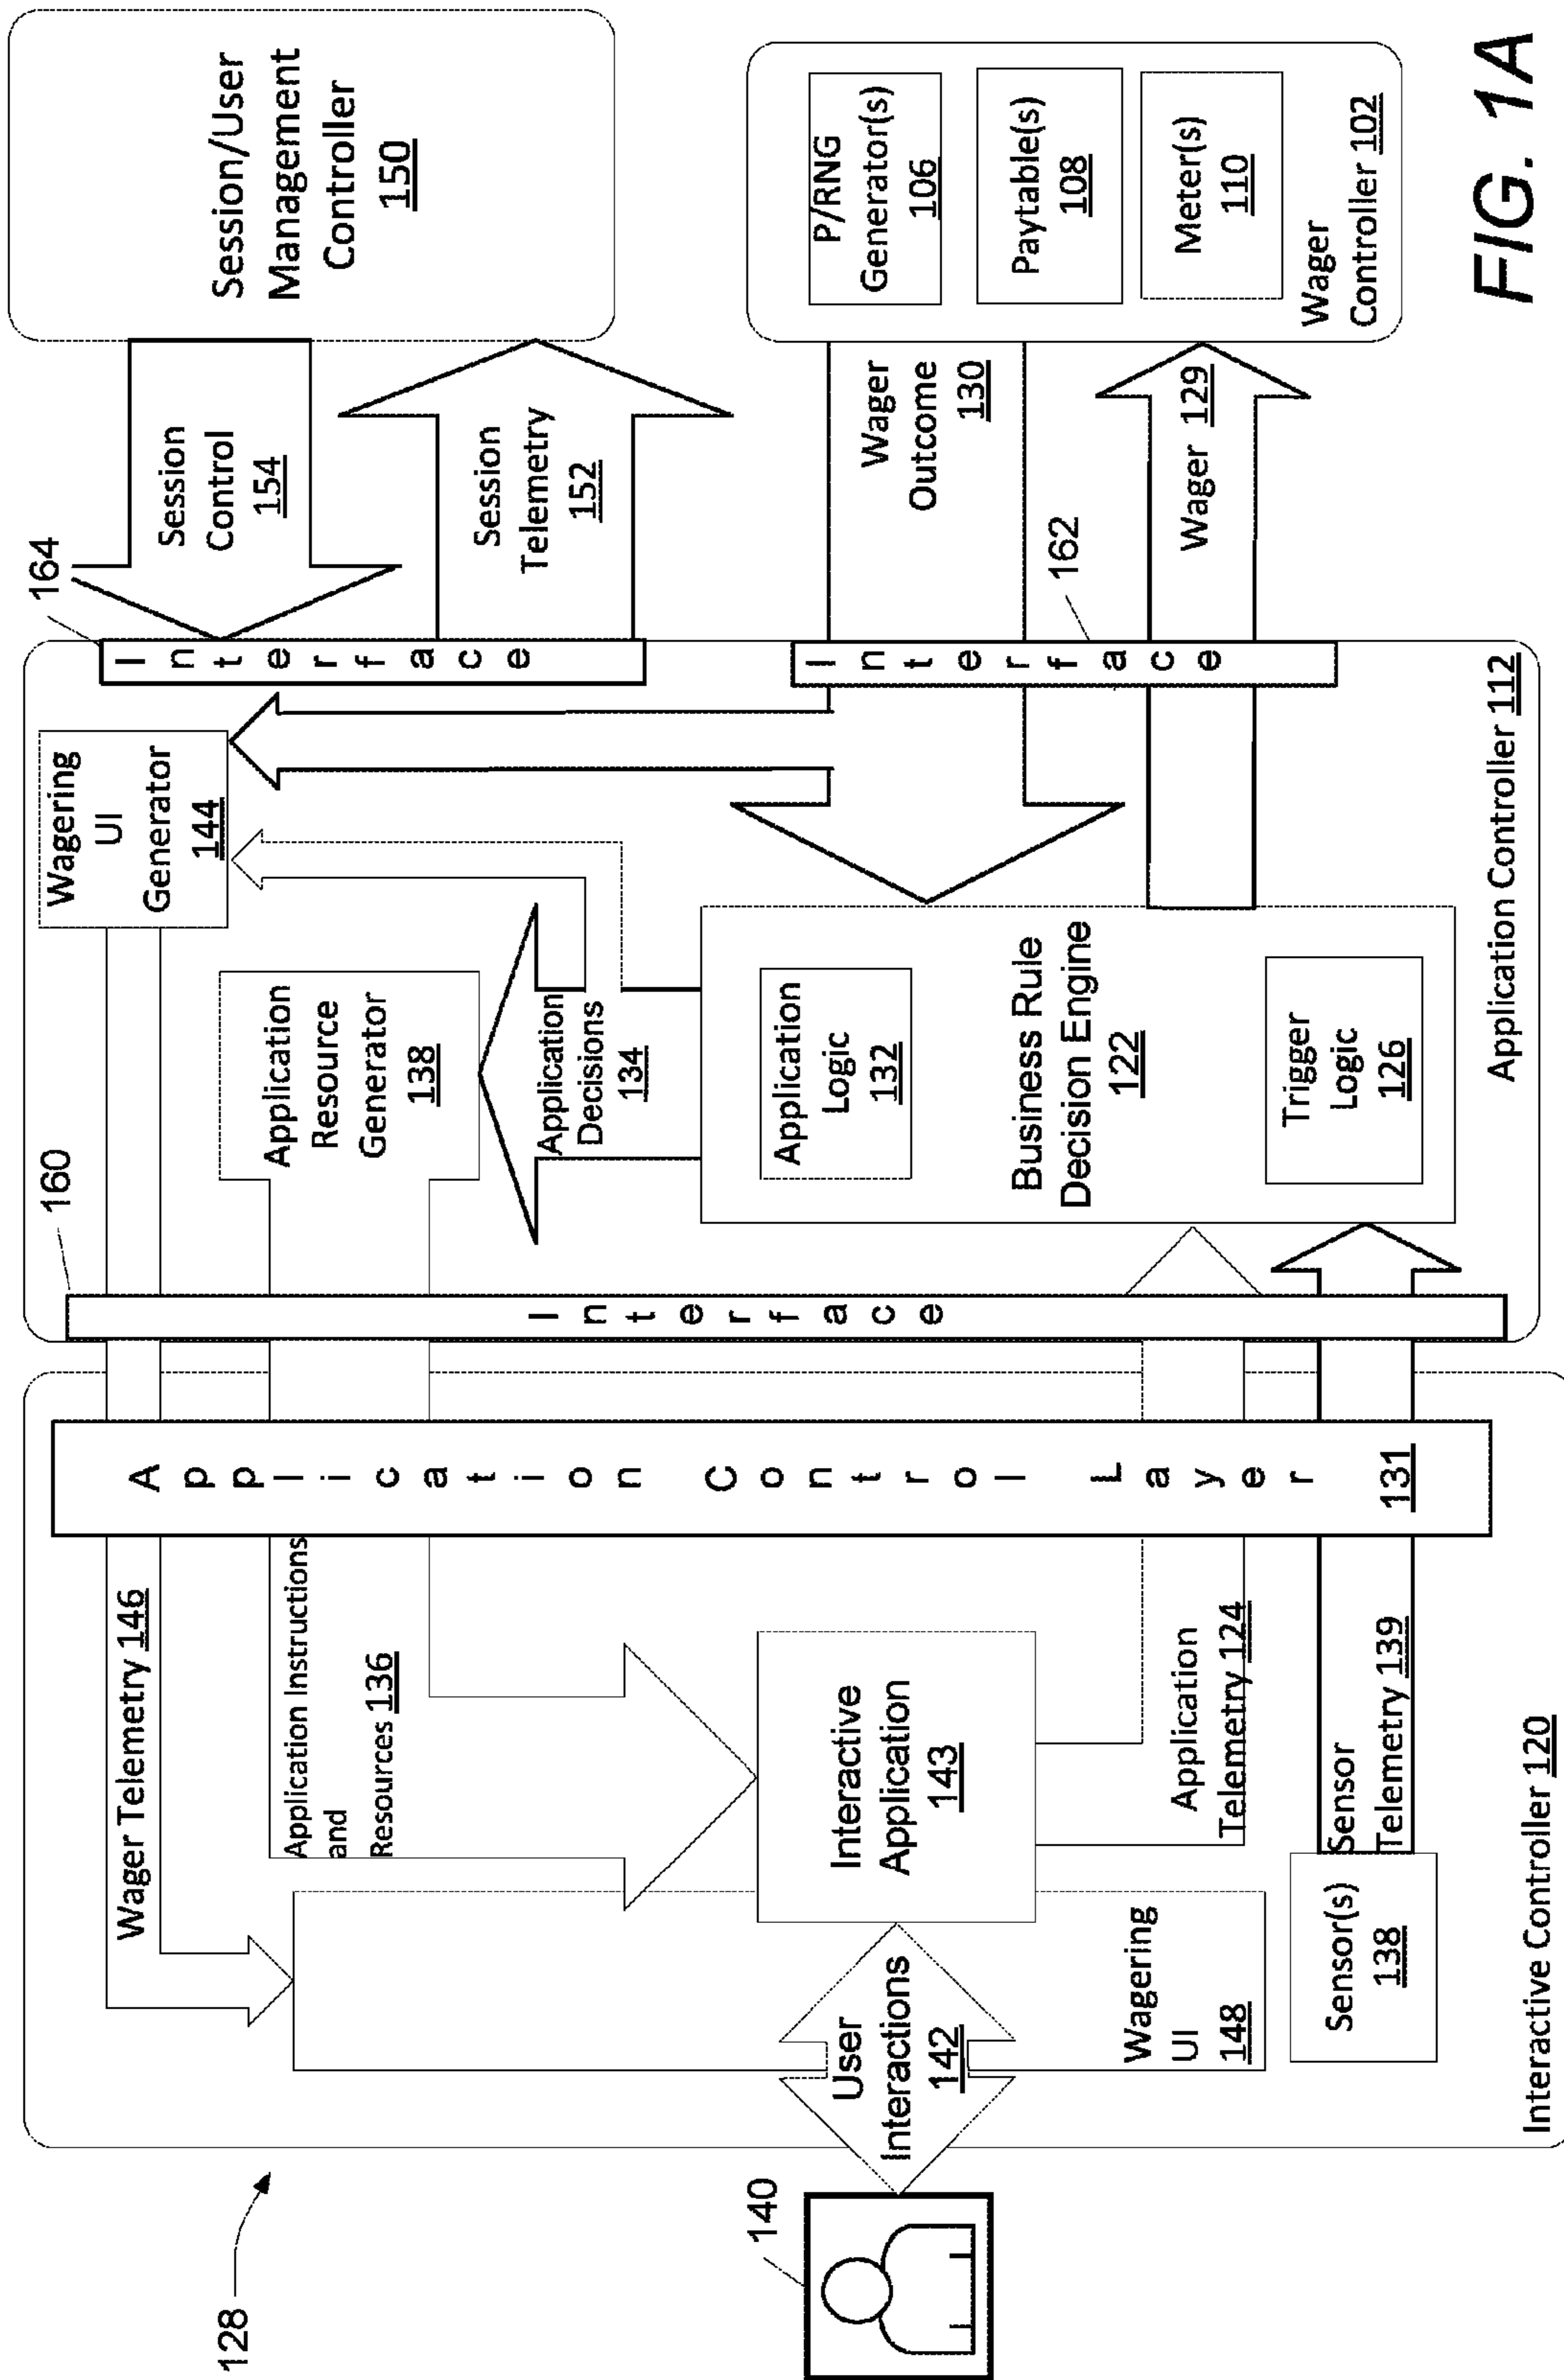 128
140
User
Interactions
142
Wager Telemetry 146
Application Instructions
and
Resources 136
Interactive
Application
143
Application
Telemetry 124
Wagering
UI
148
Sensor(s)
138
Sensor
Telemetry 139
Interactive Controller 120
Application Control Layer
131
160
Interface
Wagering
UI
Generator
144
Application
Resource
Generator
138
Application
Decisions
134
Application
Logic
132
Business Rule
Decision Engine
122
Trigger
Logic
126
Application Controller 112
164
Interface
162
Interface
Session
Control
154
Session
Telemetry
152
Wager
Outcome
130
Wager 129
Session/User
Management
Controller
150
P/RNG
Generator(s)
106
Paytable(s)
108
Meter(s)
110
Wager
Controller 102
FIG. 1A